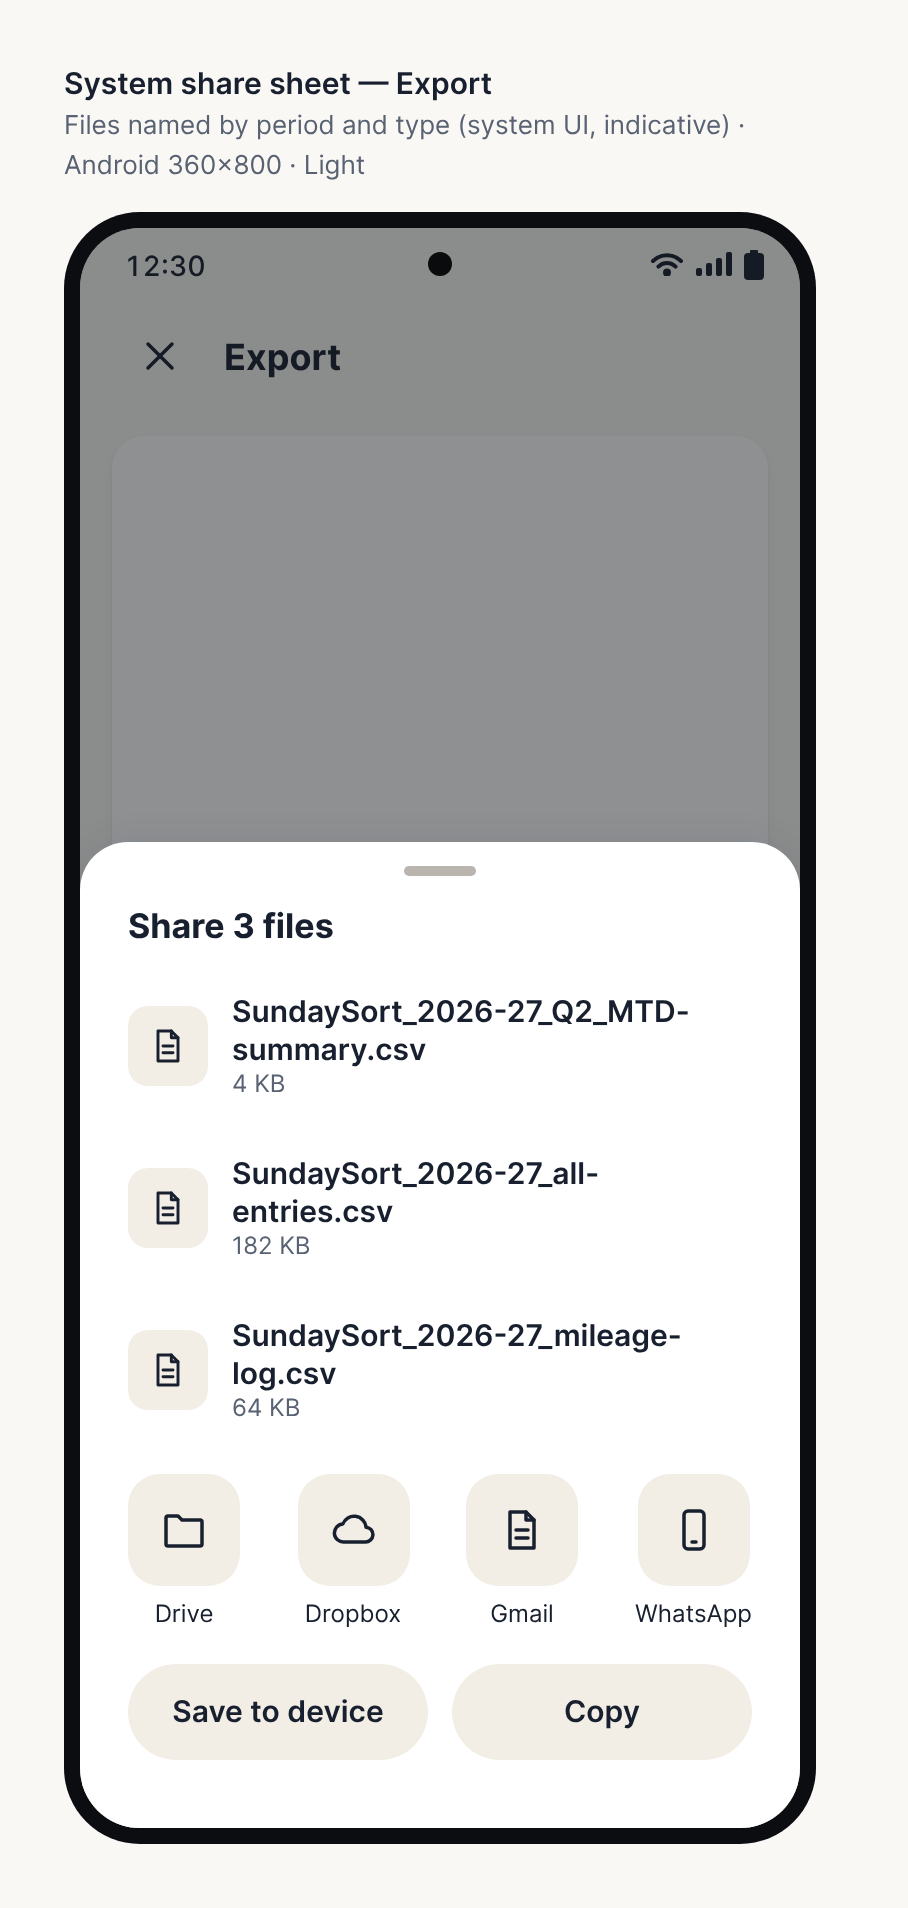 System share sheet — Export
Files named by period and type (system UI, indicative) ·
Android 360×800 · Light
12:30
Export
Share 3 files
SundaySort_2026-27_Q2_MTD-
summary.csv
4 KB
SundaySort_2026-27_all-
entries.csv
182 KB
SundaySort_2026-27_mileage-
log.csv
64 KB
Drive
Dropbox
Gmail
WhatsApp
Save to device
Copy